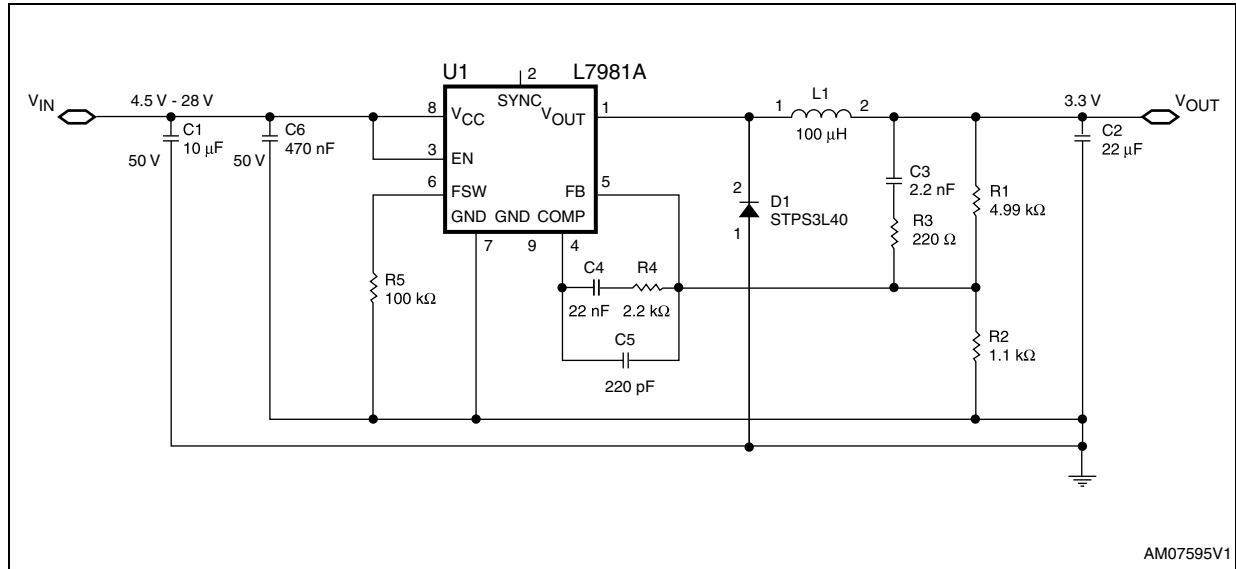 U1
L7981A
2
SYNC
V_IN
4.5 V - 28 V
8
V_CC
V_OUT
1
1
L1
2
100 µH
3.3 V
V_OUT
C1
10 µF
50 V
C6
470 nF
50 V
3
EN
C2
22 µF
6
FSW
FB
5
C3
2.2 nF
R1
4.99 kΩ
2
D1
STPS3L40
1
GND
GND
COMP
7
9
4
R3
220 Ω
R5
100 kΩ
C4
R4
22 nF
2.2 kΩ
C5
220 pF
R2
1.1 kΩ
AM07595V1